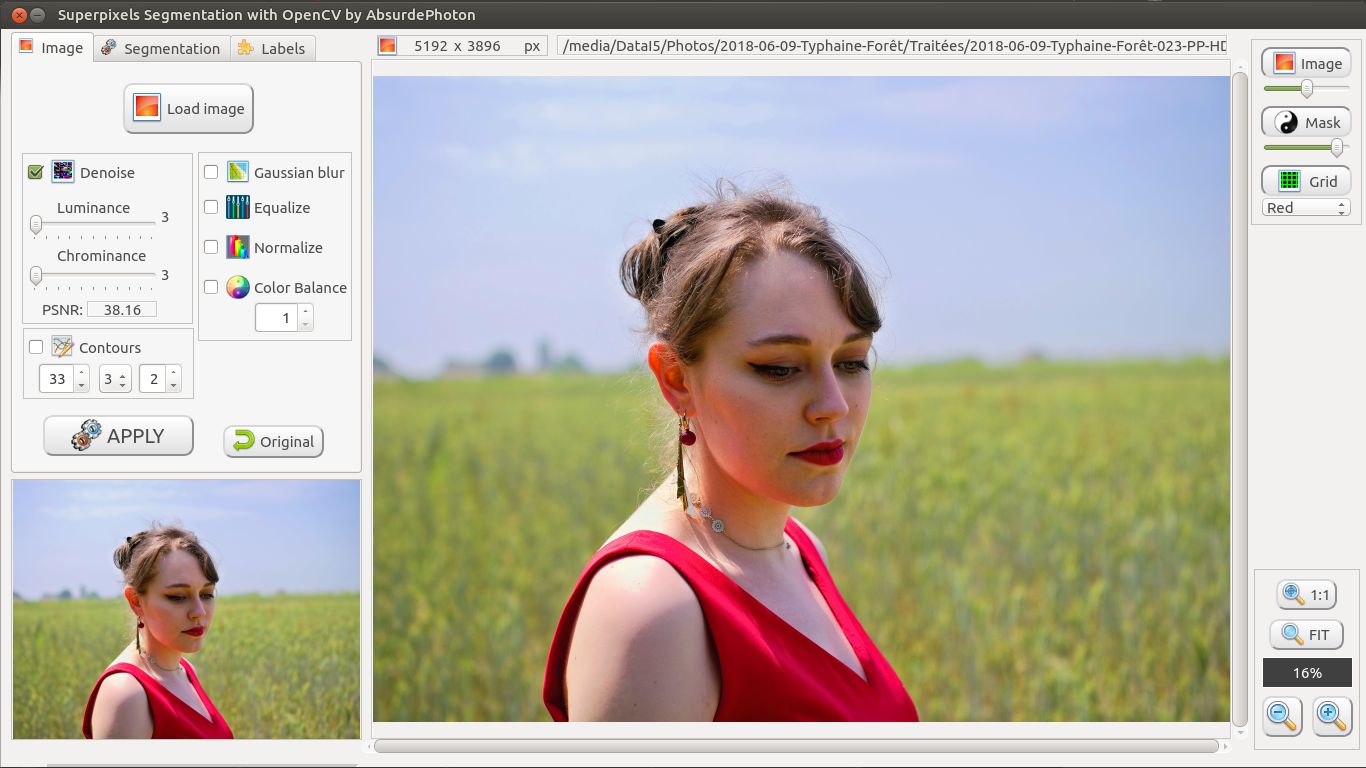 Superpixels Segmentation with OpenCV by AbsurdePhoton
Image Segmentation Labels
5192 x 3896 px /media/DataI5/Photos/2018-06-09-Typhaine-Forêt/Traitées/2018-06-09-Typhaine-Forêt-023-PP-HD
Load image
Denoise
Luminance
3
Chrominance
3
PSNR: 38.16
Gaussian blur
Equalize
Normalize
Color Balance
1
Contours
33 3 2
APPLY
Original
Image
Mask
Grid
Red
1:1
FIT
16%